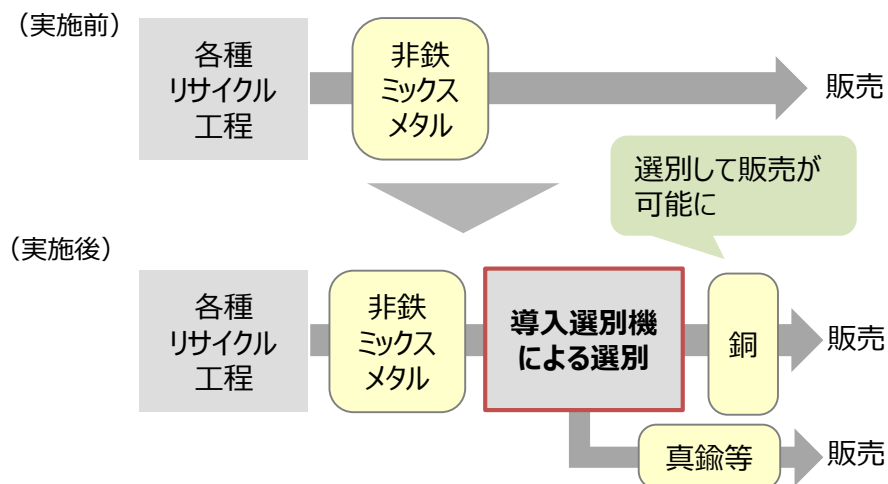 （実施前）
各種
リサイクル
工程
非鉄
ミックス
メタル
販売
選別して販売が
可能に
（実施後）
各種
リサイクル
工程
非鉄
ミックス
メタル
導入選別機
による選別
銅
販売
真鍮等
販売